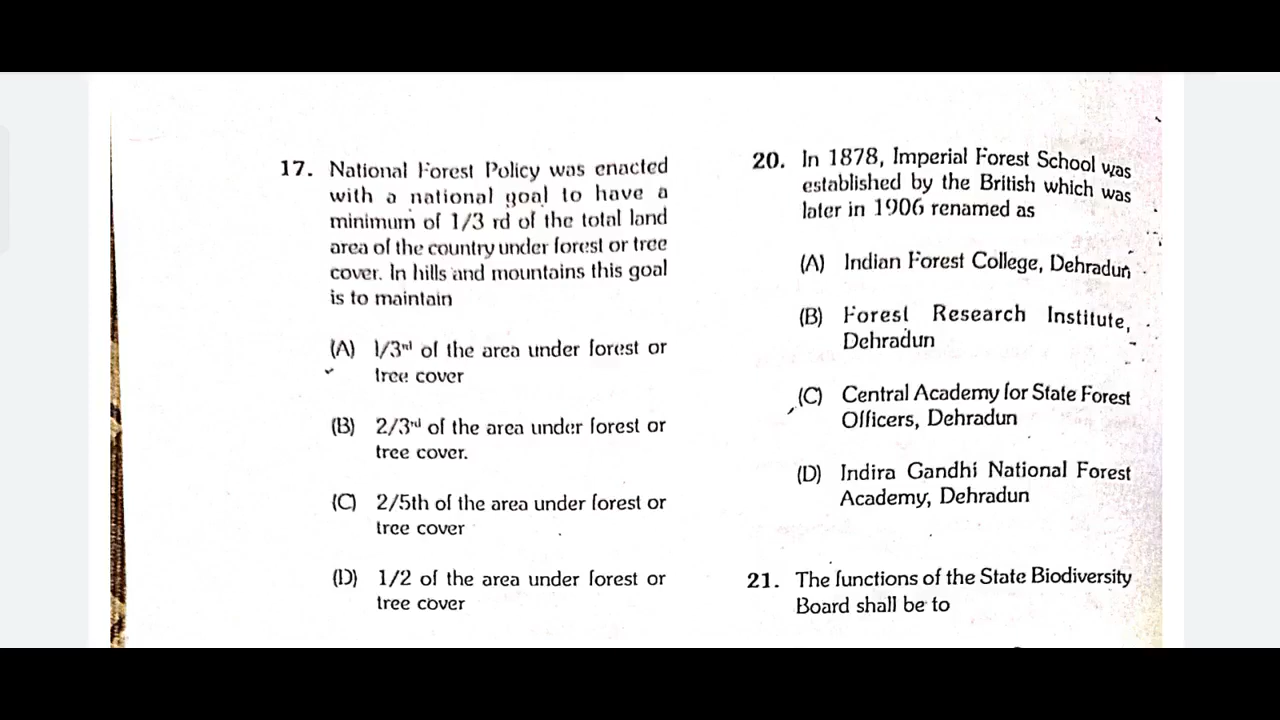 17. National Forest Policy was enacted
with a national goal to have a
minimum of 1/3 rd of the total land
area of the country under forest or tree
cover. In hills and mountains this goal
is to maintain
(A) 1/3rd of the area under forest or
tree cover
(B) 2/3rd of the area under forest or
tree cover.
(C) 2/5th of the area under forest or
tree cover
(D) 1/2 of the area under forest or
tree cover
20. In 1878, Imperial Forest School was
established by the British which was
later in 1906 renamed as
(A) Indian Forest College, Dehradun
(B) Forest Research Institute,
Dehradun
(C) Central Academy for State Forest
Officers, Dehradun
(D) Indira Gandhi National Forest
Academy, Dehradun
21. The functions of the State Biodiversity
Board shall be to